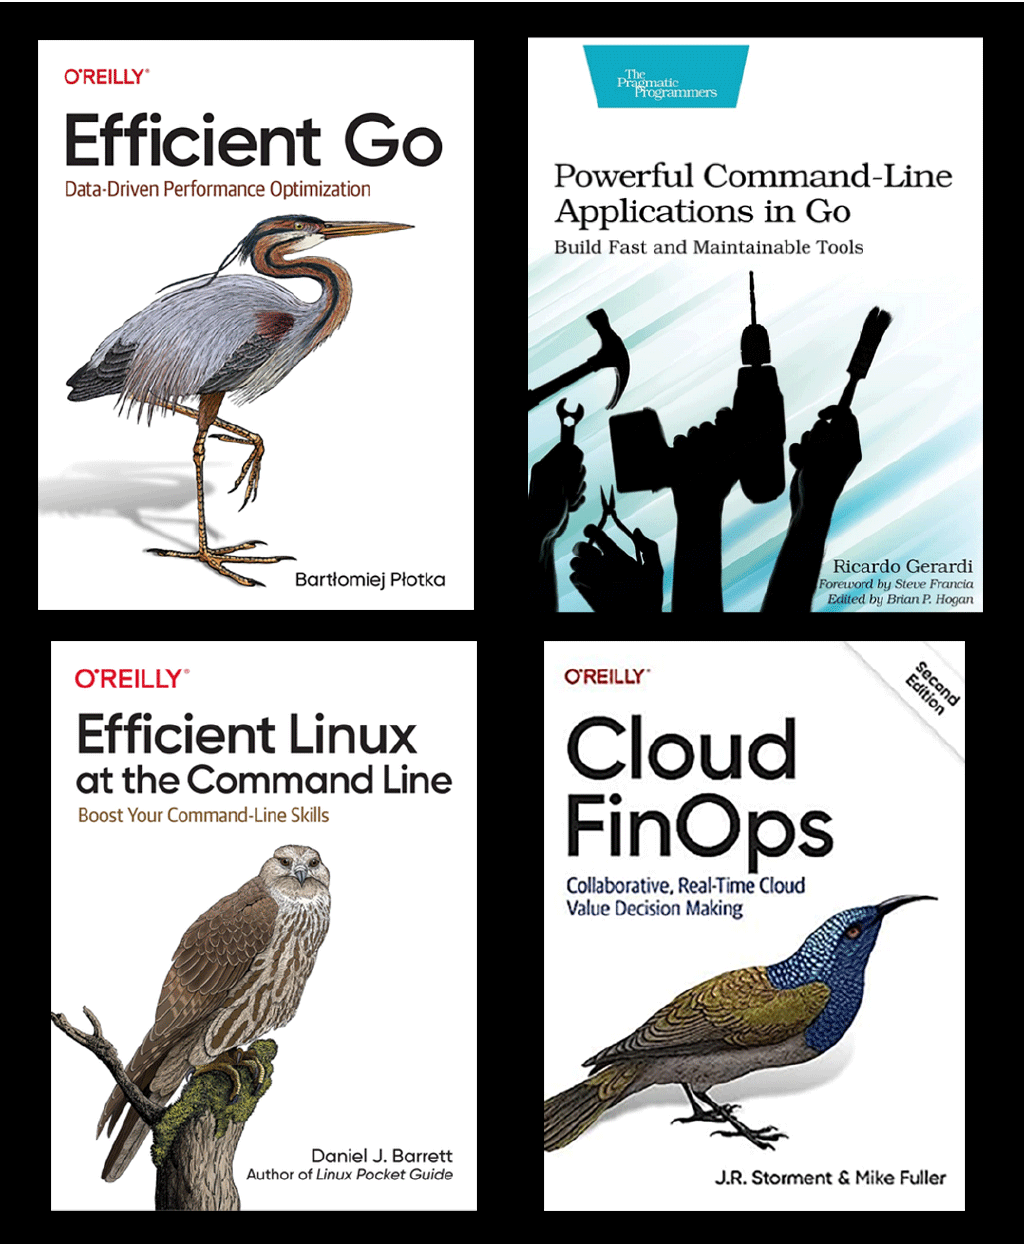 O'REILLY®
Efficient Go
Data-Driven Performance Optimization
Bartłomiej Płotka
The
Pragmatic
Programmers
Powerful Command-Line
Applications in Go
Build Fast and Maintainable Tools
Ricardo Gerardi
Foreword by Steve Francia
Edited by Brian P. Hogan
O'REILLY®
Efficient Linux
at the Command Line
Boost Your Command-Line Skills
Daniel J. Barrett
Author of Linux Pocket Guide
O'REILLY®
Second
Edition
Cloud
FinOps
Collaborative, Real-Time Cloud
Value Decision Making
J.R. Storment & Mike Fuller